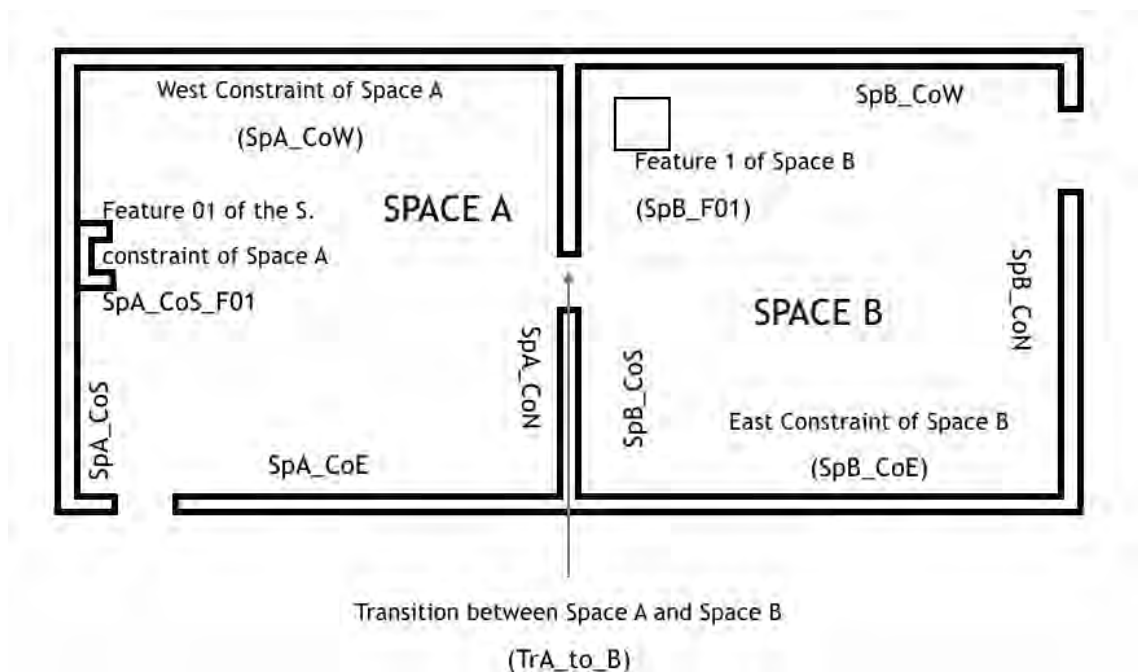 West Constraint of Space A
(SpA_CoW)
Feature 01 of the S.
constraint of Space A
SpA_CoS_F01
SPACE A
SpA_CoS
SpA_CoE
SpA_CoN
SpB_CoW
Feature 1 of Space B
(SpB_F01)
SPACE B
SpB_CoN
SpB_CoS
East Constraint of Space B
(SpB_CoE)
Transition between Space A and Space B
(TrA_to_B)